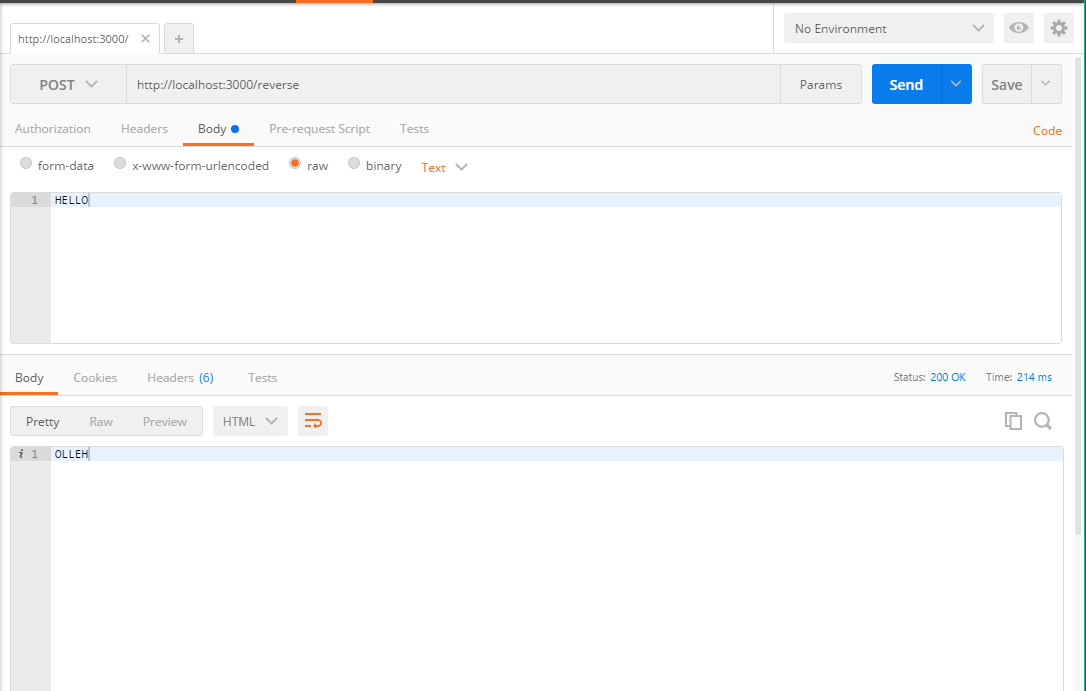 http://localhost:3000/
No Environment
POST http://localhost:3000/reverse Params Send Save
Authorization Headers Body Pre-request Script Tests Code
form-data x-www-form-urlencoded raw binary Text
1 HELLO
Body Cookies Headers (6) Tests Status: 200 OK Time: 214 ms
Pretty Raw Preview HTML
i 1 OLLEH